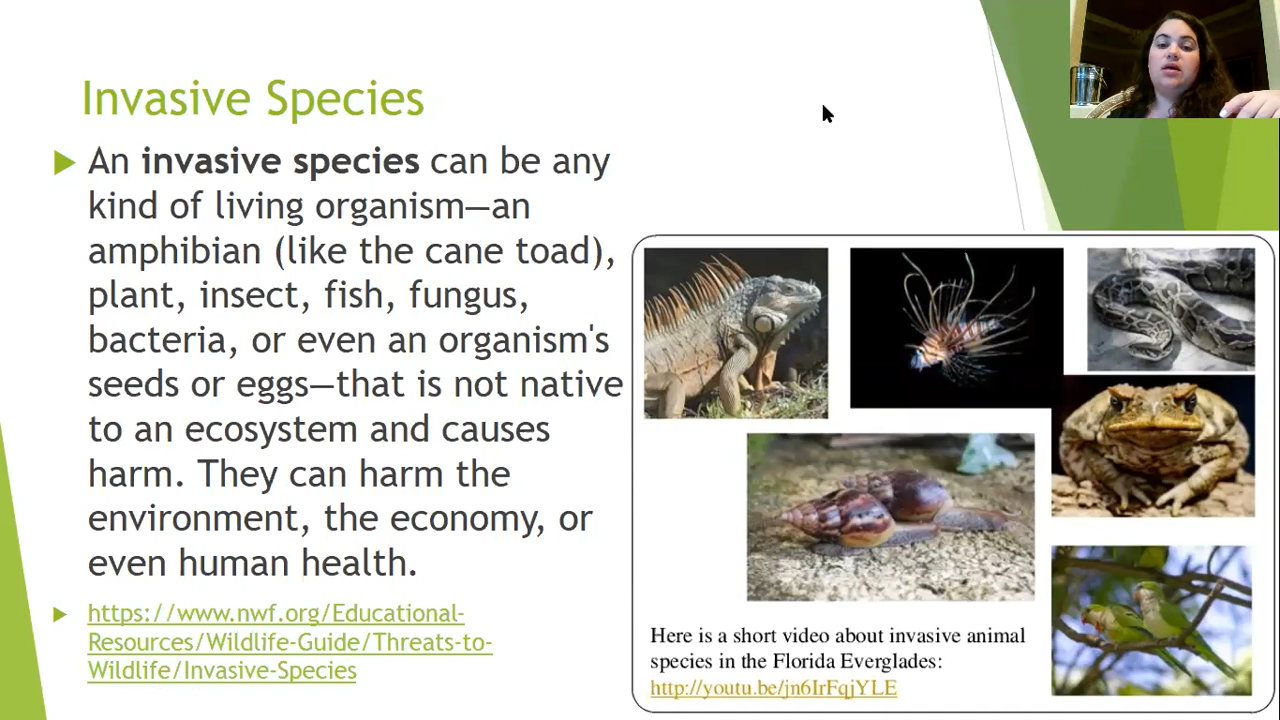 Invasive Species
An invasive species can be any
kind of living organism—an
amphibian (like the cane toad),
plant, insect, fish, fungus,
bacteria, or even an organism's
seeds or eggs—that is not native
to an ecosystem and causes
harm. They can harm the
environment, the economy, or
even human health.
https://www.nwf.org/Educational-
Resources/Wildlife-Guide/Threats-to-
Wildlife/Invasive-Species
Here is a short video about invasive animal
species in the Florida Everglades:
http://youtu.be/jn6IrFqjYLE